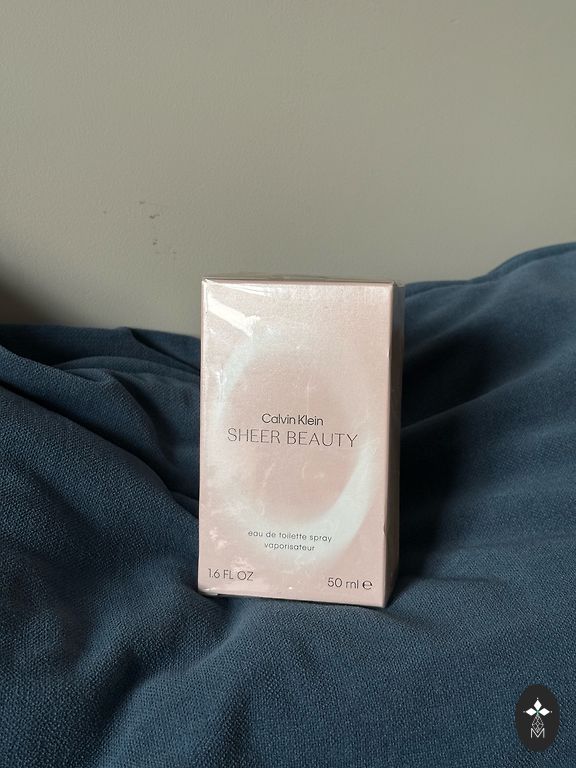 Calvin Klein
SHEER BEAUTY
eau de toilette spray
vaporisateur
1.6 FL OZ
50 ml e
M